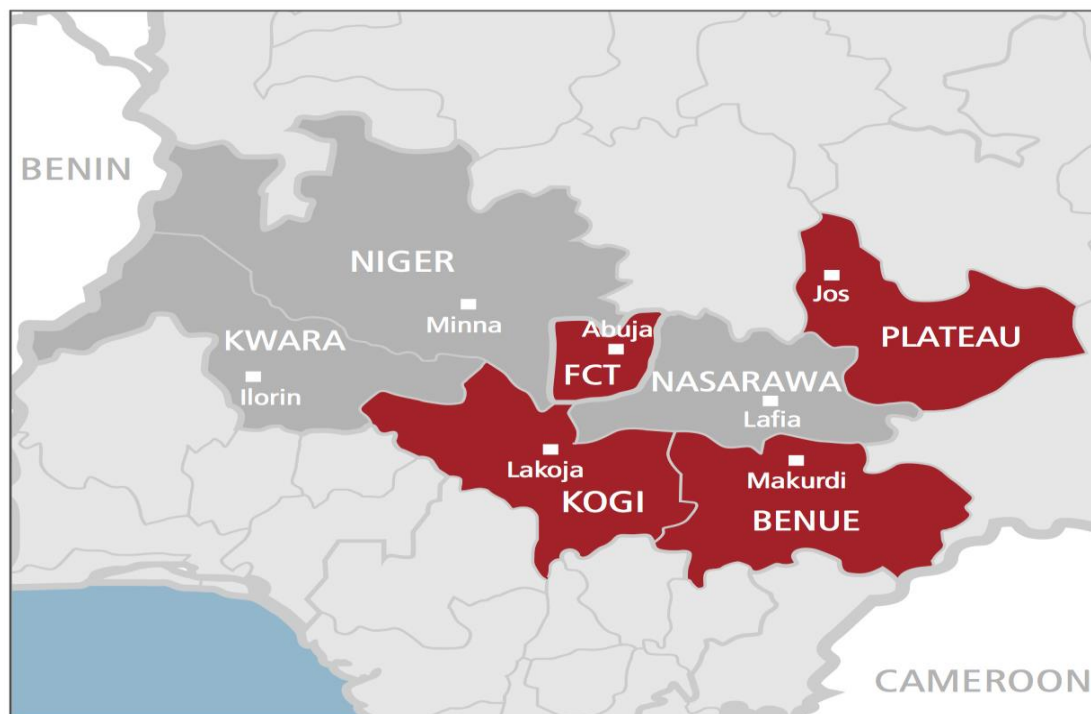 BENIN
NIGER
Minna
KWARA
Ilorin
Abuja
FCT
NASARAWA
Lafia
Jos
PLATEAU
Lakoja
KOGI
Makurdi
BENUE
CAMEROON